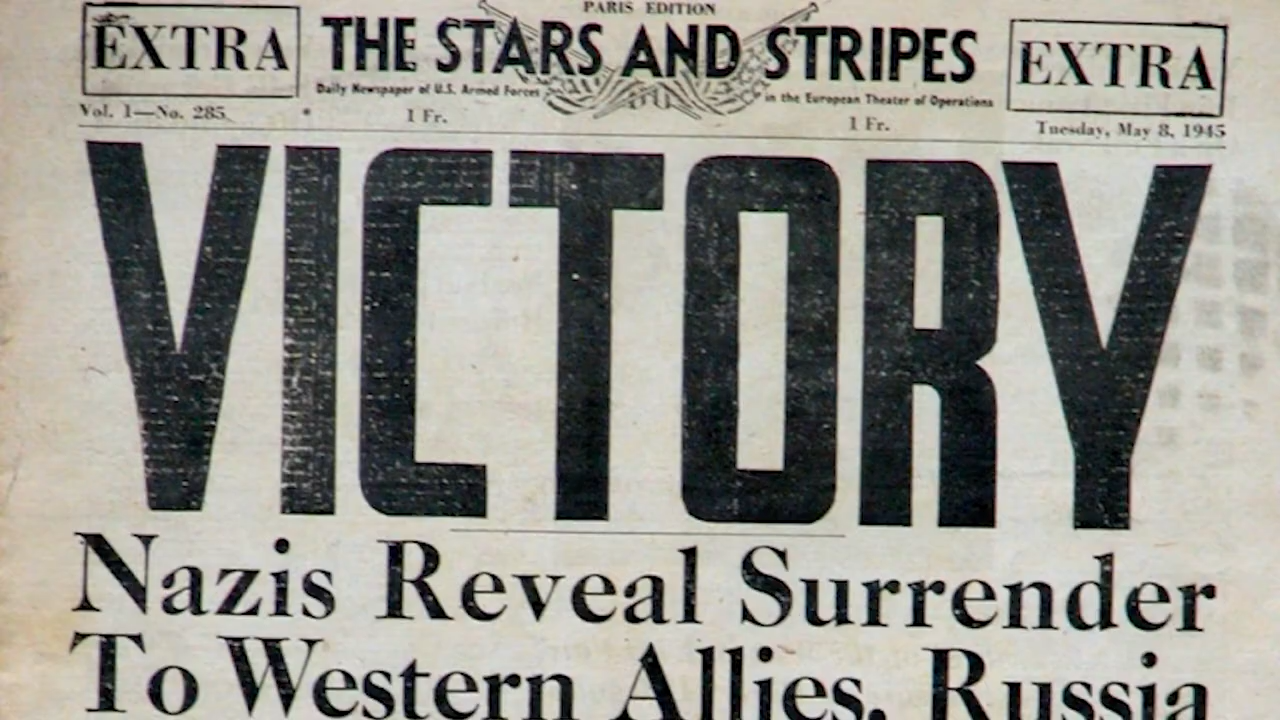 PARIS EDITION
EXTRA THE STARS AND STRIPES EXTRA
Daily Newspaper of U.S. Armed Forces in the European Theater of Operations
Vol. 1—No. 285 1 Fr. 1 Fr. Tuesday, May 8, 1945
VICTORY
Nazis Reveal Surrender
To Western Allies, Russia